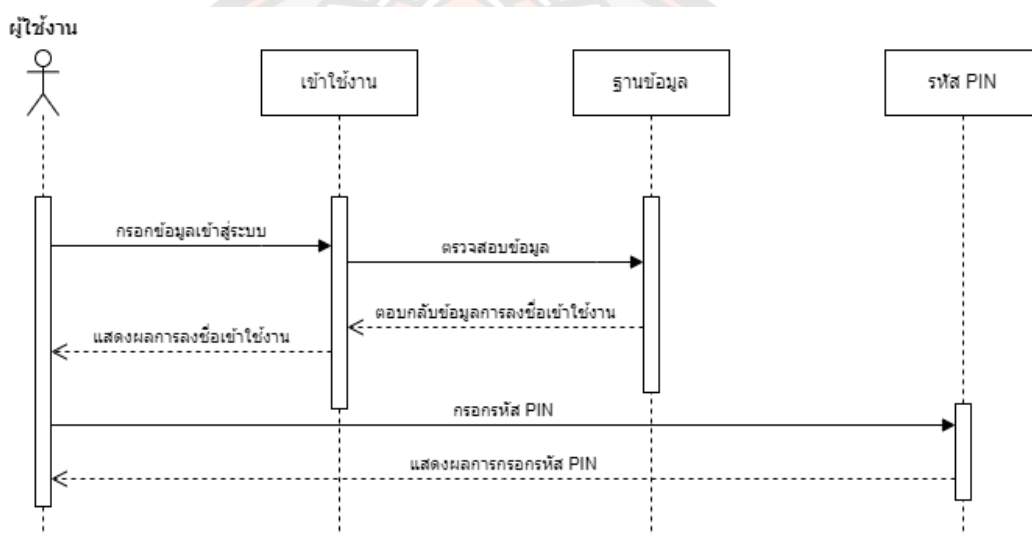 ผู้ใช้งาน
เข้าใช้งาน
ฐานข้อมูล
รหัส PIN
กรอกข้อมูลเข้าสู่ระบบ
ตรวจสอบข้อมูล
ตอบกลับข้อมูลการลงชื่อเข้าใช้งาน
แสดงผลการลงชื่อเข้าใช้งาน
กรอกรหัส PIN
แสดงผลการกรอกรหัส PIN